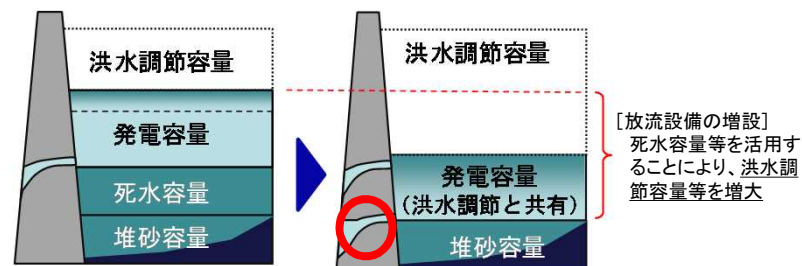 洪水調節容量
発電容量
死水容量
堆砂容量
洪水調節容量
発電容量
(洪水調節と共有)
堆砂容量
[放流設備の増設]
死水容量等を活用す
ることにより、洪水調
節容量等を増大